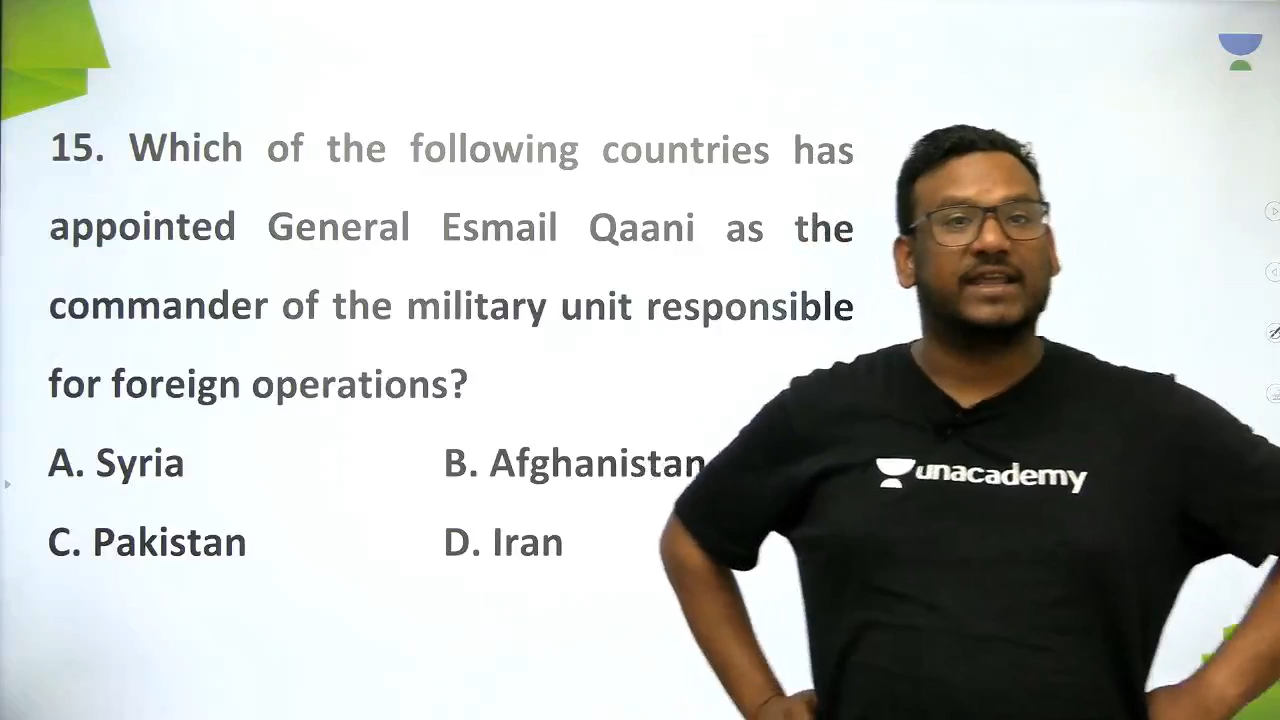 15. Which of the following countries has
appointed General Esmail Qaani as the
commander of the military unit responsible
for foreign operations?
A. Syria B. Afghanistan
C. Pakistan D. Iran
unacademy